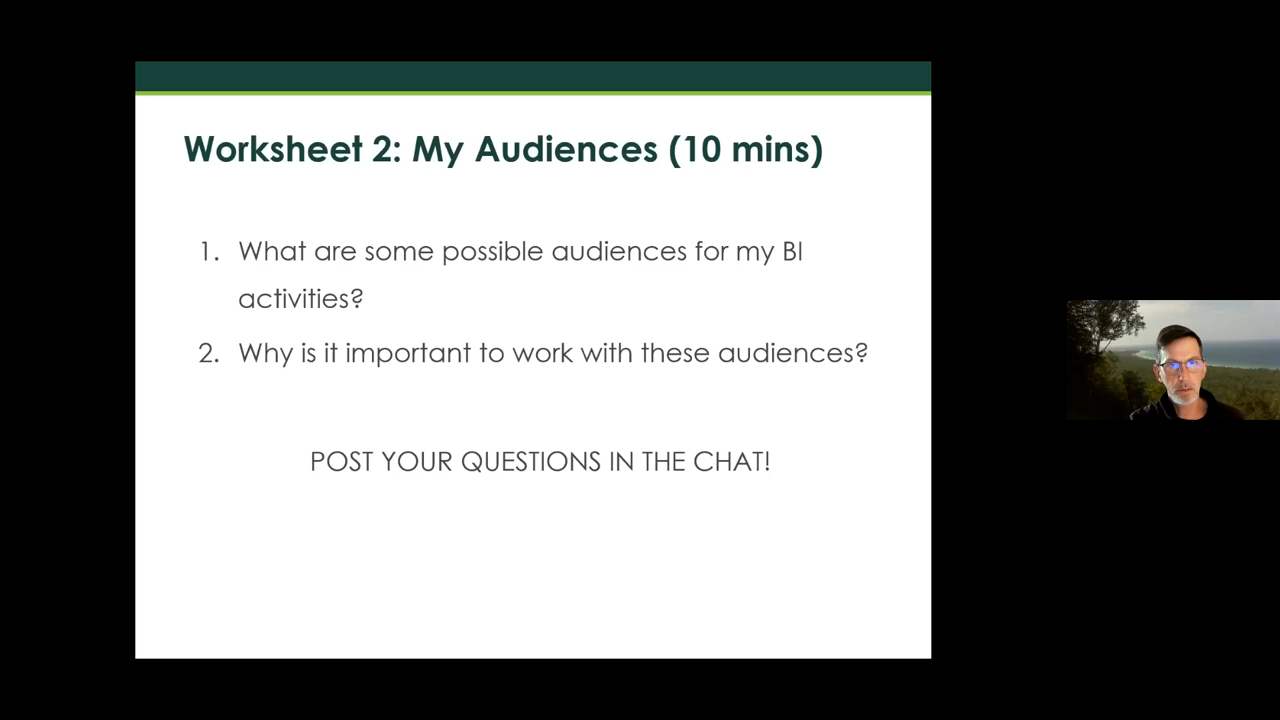 Worksheet 2: My Audiences (10 mins)
1. What are some possible audiences for my BI
activities?
2. Why is it important to work with these audiences?
POST YOUR QUESTIONS IN THE CHAT!